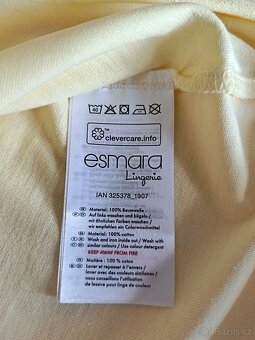 40
clevercare.info
esmara
Lingerie
IAN 325378_1907
Material: 100% Baumwolle
Auf links waschen und bügeln /
mit ähnlichen Farben waschen /
wir empfehlen ein Colorwaschmittel
Material: 100% cotton
Wash and iron inside out / Wash with
similar colours / Use colour detergent
KEEP AWAY FROM FIRE
Matière : 100 % coton
Laver et repasser à l'envers /
laver avec des coloris similaires /
nous conseillons l'utilisation
de lessive pour linge de couleur